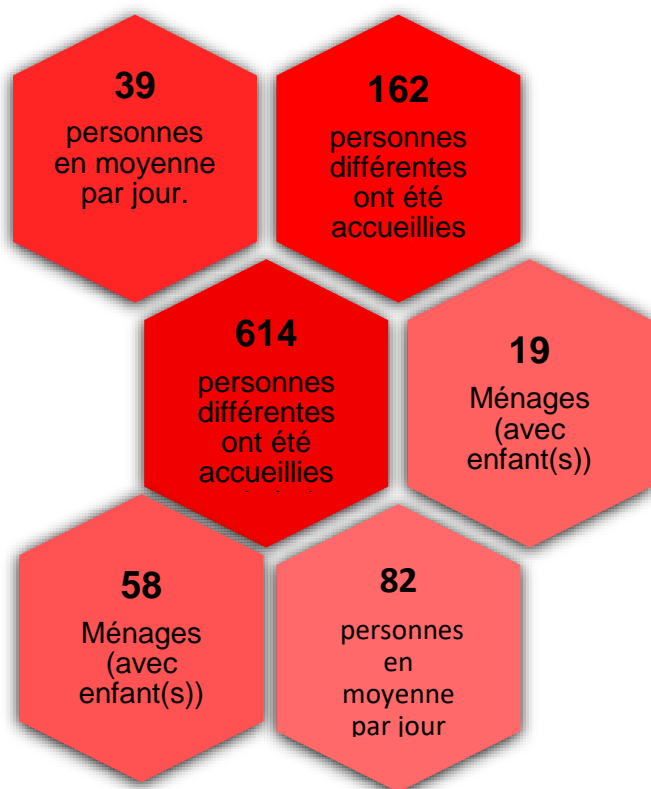 39
personnes
en moyenne
par jour.
162
personnes
différentes
ont été
accueillies
614
personnes
différentes
ont été
accueillies
19
Ménages
(avec
enfant(s))
58
Ménages
(avec
enfant(s))
82
personnes
en
moyenne
par jour